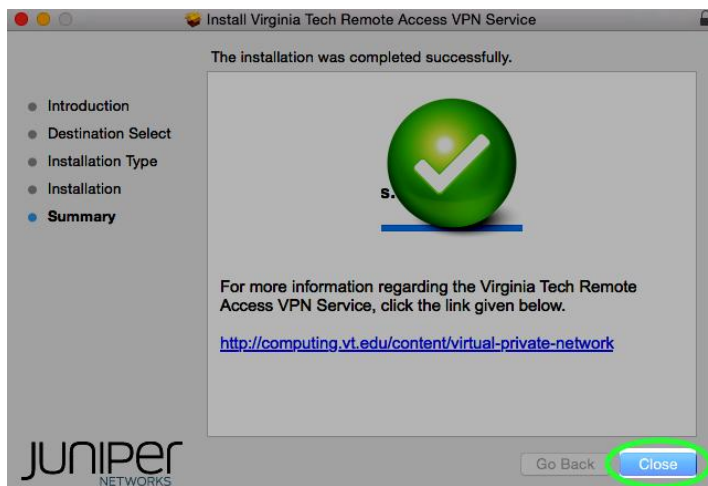 Install Virginia Tech Remote Access VPN Service
The installation was completed successfully.
Introduction
Destination Select
Installation Type
Installation
Summary
s.
For more information regarding the Virginia Tech Remote
Access VPN Service, click the link given below.
http://computing.vt.edu/content/virtual-private-network
JUNIPER
NETWORKS
Go Back
Close